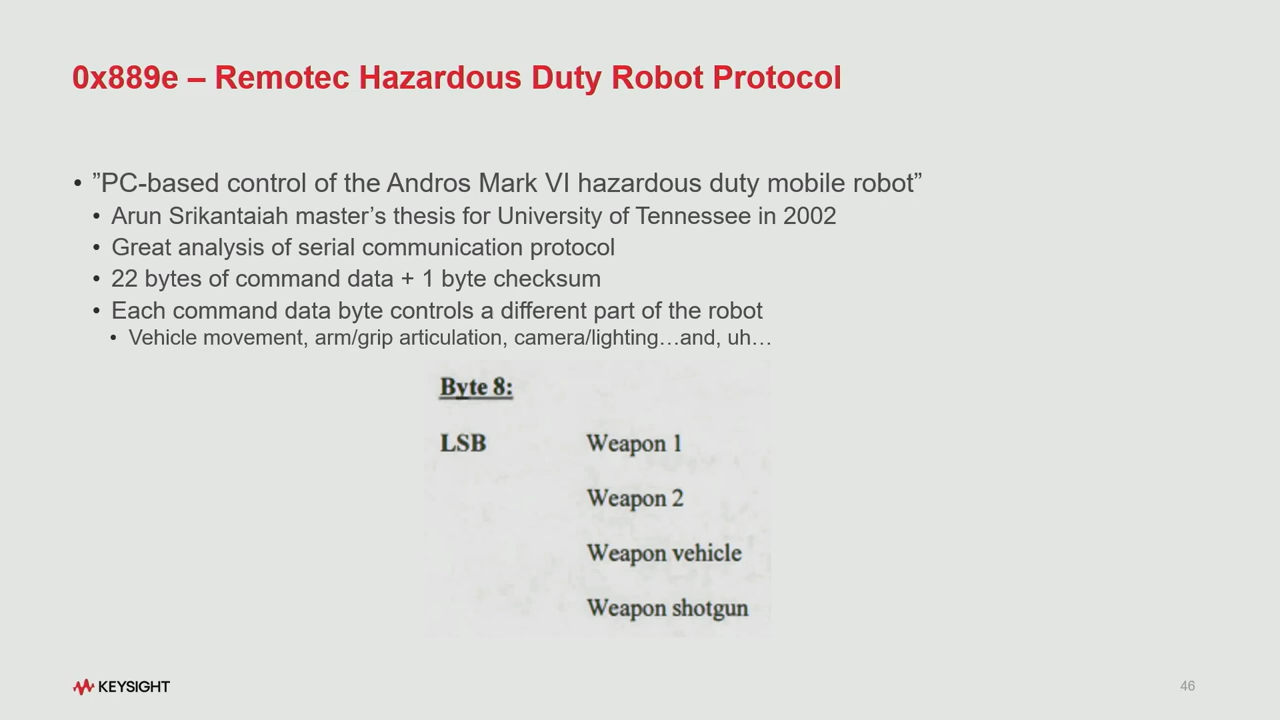 0x889e – Remotec Hazardous Duty Robot Protocol
• ”PC-based control of the Andros Mark VI hazardous duty mobile robot”
• Arun Srikantaiah master’s thesis for University of Tennessee in 2002
• Great analysis of serial communication protocol
• 22 bytes of command data + 1 byte checksum
• Each command data byte controls a different part of the robot
• Vehicle movement, arm/grip articulation, camera/lighting…and, uh…
Byte 8:
LSB Weapon 1
Weapon 2
Weapon vehicle
Weapon shotgun
KEYSIGHT
46